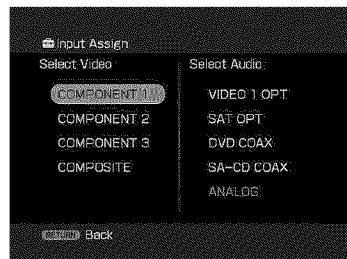 Input Assign
Select Video
Select Audio
COMPONENT 1
VIDEO 1 OPT
COMPONENT 2
SAT OPT
COMPONENT 3
DVD COAX
COMPOSITE
SA-CD COAX
ANALOG
RETURN Back